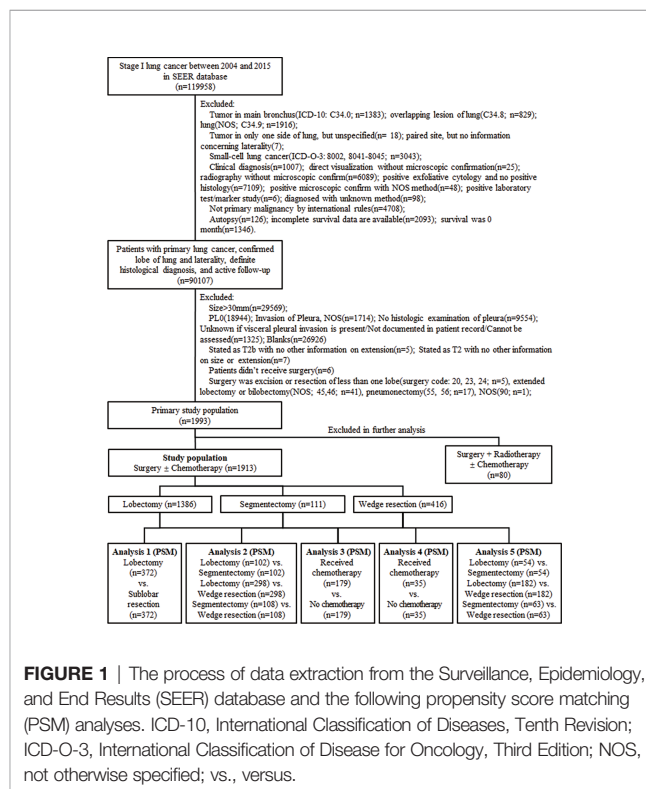 Stage I lung cancer between 2004 and 2015
in SEER database
(n=119958)
Excluded:
Tumor in main bronchus(ICD-10: C34.0; n=1383); overlapping lesion of lung(C34.8; n=829);
lung(NOS; C34.9; n=1916)
Tumor in only one side of lung, but unspecified(n= 18); paired site, but no information
concerning laterality(7);
Small-cell lung cancer(ICD-O-3: 8002, 8041-8045; n=3043)
Clinical diagnosis(n=1007); direct visualization without microscopic confirmation(n=25);
radiography without microscopic confirm(n=6089); positive exfoliative cytology and no positive
histology(n=7109); positive microscopic confirm with NOS method(n=48); positive laboratory
test/marker study(n=6); diagnosed with unknown method(n=98);
Not primary malignancy by international rules(n=4708)
Autopsy(n=126); incomplete survival data are available(n=2093); survival was 0
month(n=1346).
Patients with primary lung cancer, confirmed
lobe of lung and laterality, definite
histological diagnosis, and active follow-up
(n=90107)
Excluded:
Size>30mm(n=29569);
PL0(18944); Invasion of Pleura, NOS(n=1714); No histologic examination of pleura(n=9554);
Unknown if visceral pleural invasion is present/Not documented in patient record/Cannot be
assessed(n=1325); Blanks(n=26926)
Stated as T2b with no other information on extension(n=5); Stated as T2 with no other information
on size or extension(n=7)
Patients didn't receive surgery(n=6)
Surgery was excision or resection of less than one lobe(surgery code: 20, 23, 24; n=5), extended
lobectomy or bilobectomy(NOS; 45,46; n=41), pneumonectomy(55, 56; n=17), NOS(90; n=1);
Primary study population
(n=1993)
Excluded in further analysis
Study population
Surgery ± Chemotherapy (n=1913)
Surgery + Radiotherapy
± Chemotherapy
(n=80)
Lobectomy (n=1386)
Segmentectomy (n=111)
Wedge resection (n=416)
Analysis 1 (PSM)
Lobectomy
(n=372)
vs.
Sublobar
resection
(n=372)
Analysis 2 (PSM)
Lobectomy (n=102) vs.
Segmentectomy (n=102)
Lobectomy (n=298) vs.
Wedge resection (n=298)
Segmentectomy (n=108) vs.
Wedge resection (n=108)
Analysis 3 (PSM)
Received
chemotherapy
(n=179)
vs.
No chemotherapy
(n=179)
Analysis 4 (PSM)
Received
chemotherapy
(n=35)
vs.
No chemotherapy
(n=35)
Analysis 5 (PSM)
Lobectomy (n=54) vs.
Segmentectomy (n=54)
Lobectomy (n=182) vs.
Wedge resection (n=182)
Segmentectomy (n=63) vs.
Wedge resection (n=63)
FIGURE 1 | The process of data extraction from the Surveillance, Epidemiology,
and End Results (SEER) database and the following propensity score matching
(PSM) analyses. ICD-10, International Classification of Diseases, Tenth Revision;
ICD-O-3, International Classification of Disease for Oncology, Third Edition; NOS,
not otherwise specified; vs., versus.